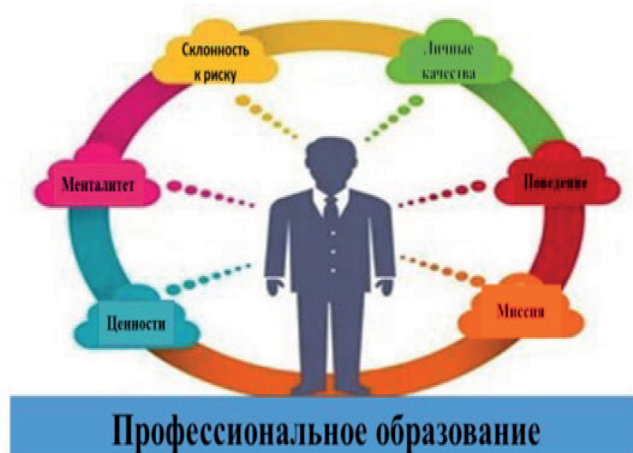 Склонность
к риску
Личные
качества
Менталитет
Поведение
Ценности
Миссия
Профессиональное образование